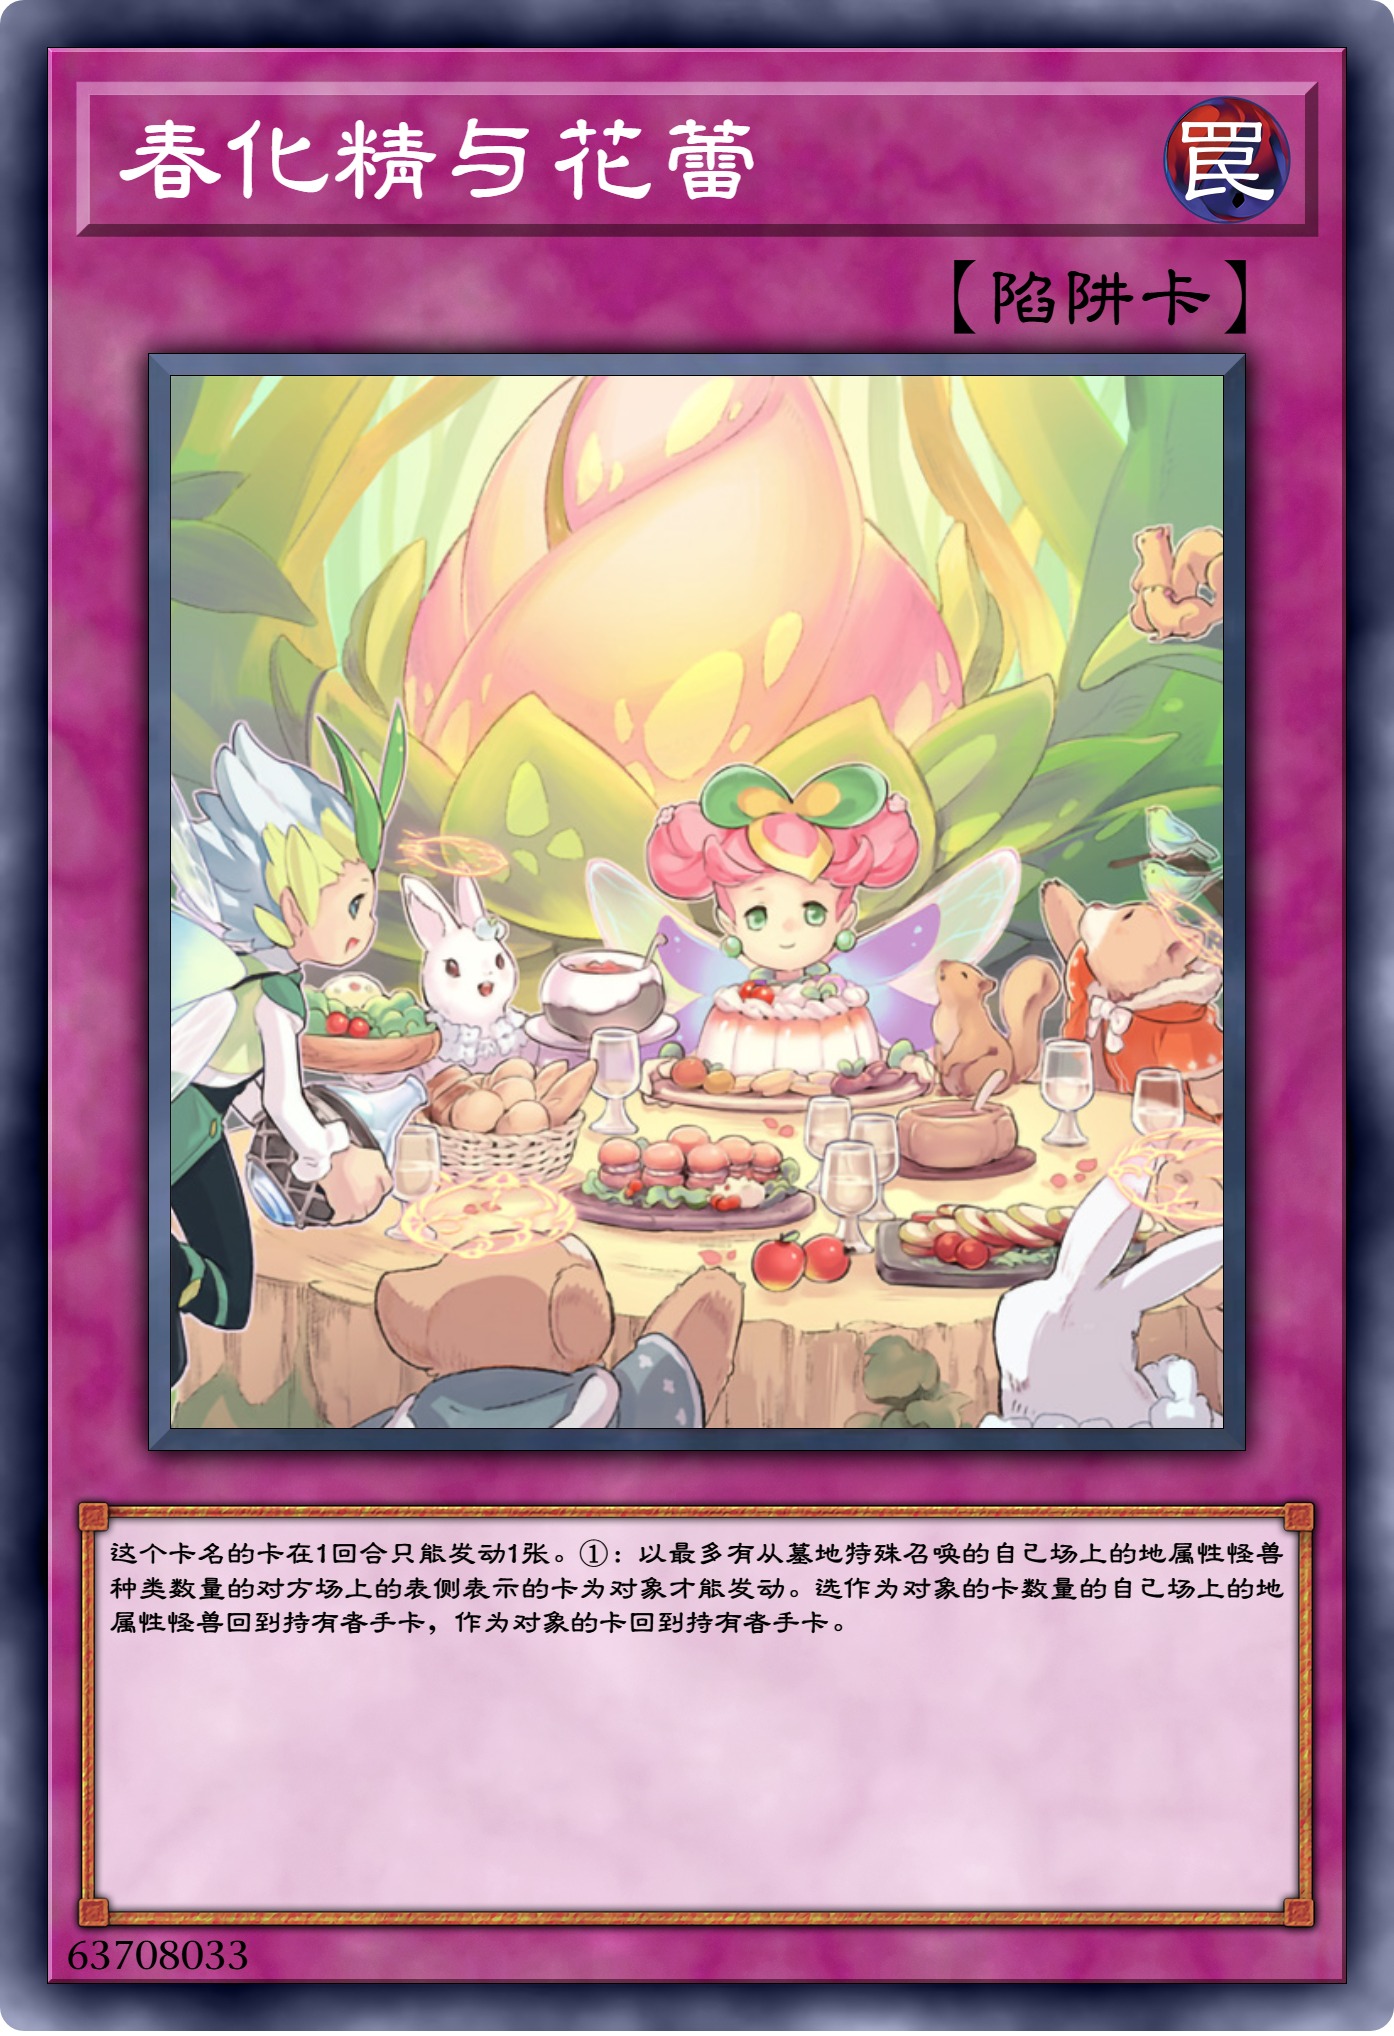 春化精与花蕾
罠
【陷阱卡】
这个卡名的卡在1回合只能发动1张。①：以最多有从墓地特殊召唤的自己场上的地属性怪兽
种类数量的对方场上的表侧表示的卡为对象才能发动。选作为对象的卡数量的自己场上的地
属性怪兽回到持有者手卡，作为对象的卡回到持有者手卡。
63708033